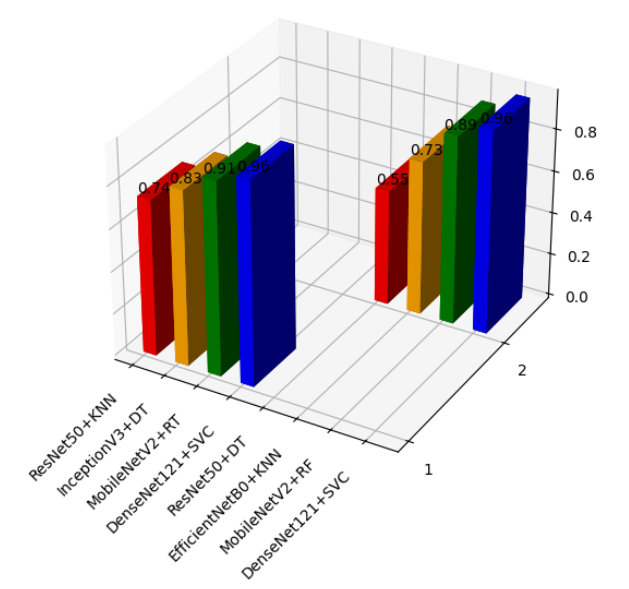 0.74
0.83
0.91
0.96
0.55
0.73
0.89
0.96
0.8
0.6
0.4
0.2
0.0
2
1
ResNet50+KNN
InceptionV3+DT
MobileNetV2+RT
DenseNet121+SVC
ResNet50+DT
EfficientNetB0+KNN
MobileNetV2+RF
DenseNet121+SVC